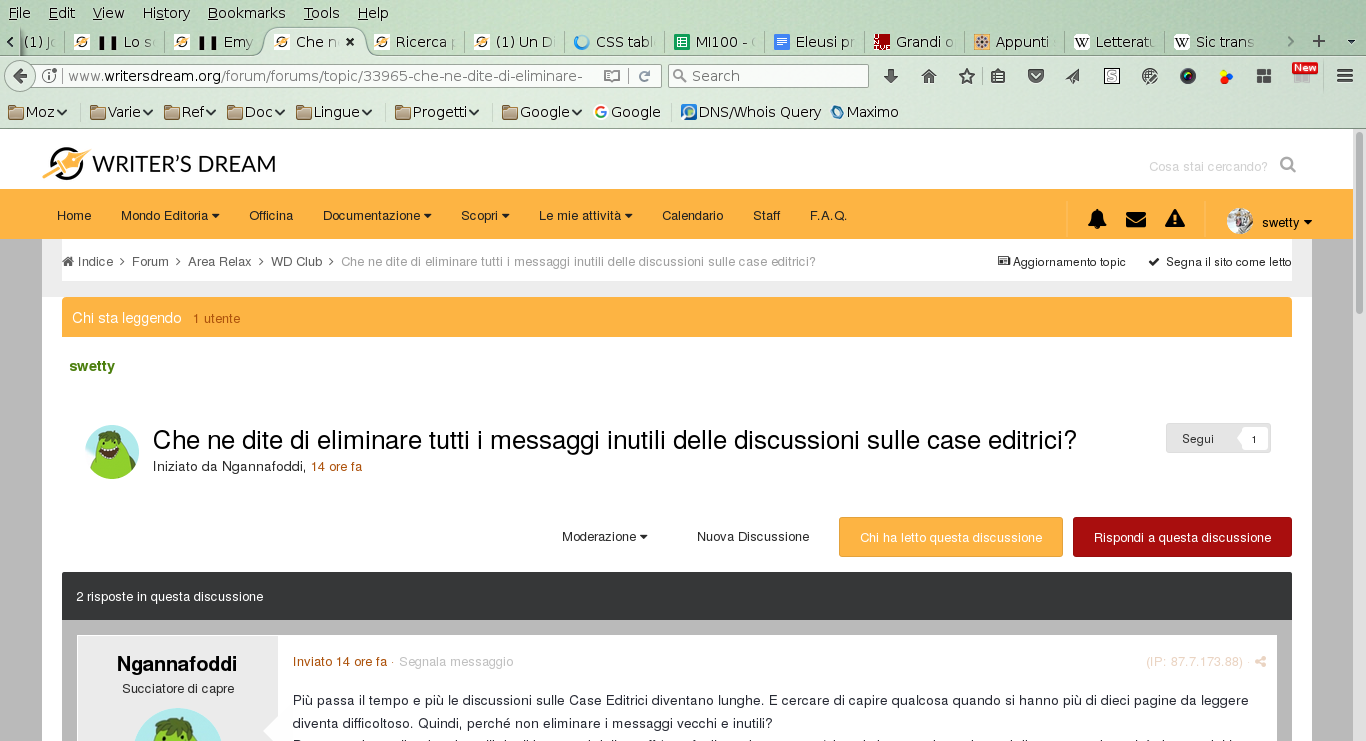 File Edit View History Bookmarks Tools Help
(1) Lo s Emy Che n Ricerca (1) Un D CSS tabl MI100 - Eleusi pr Grandi o Appunti Letterat Sic trans
www.writersdream.org/forum/forums/topic/33965-che-ne-dite-di-eliminare- Search New
Moz Varie Ref Doc Lingue Progetti Google Google DNS/Whois Query Maximo
WRITER'S DREAM Cosa stai cercando?
Home Mondo Editoria Officina Documentazione Scopri Le mie attività Calendario Staff F.A.Q. swetty
Indice > Forum > Area Relax > WD Club > Che ne dite di eliminare tutti i messaggi inutili delle discussioni sulle case editrici? Aggiornamento topic Segna il sito come letto
Chi sta leggendo 1 utente
swetty
Che ne dite di eliminare tutti i messaggi inutili delle discussioni sulle case editrici? Segui 1
Iniziato da Ngannafoddi, 14 ore fa
Moderazione Nuova Discussione Chi ha letto questa discussione Rispondi a questa discussione
2 risposte in questa discussione
Ngannafoddi
Succiatore di capre
Inviato 14 ore fa · Segnala messaggio (IP: 87.7.173.88)
Più passa il tempo e più le discussioni sulle Case Editrici diventano lunghe. E cercare di capire qualcosa quando si hanno più di dieci pagine da leggere
diventa difficoltoso. Quindi, perché non eliminare i messaggi vecchi e inutili?